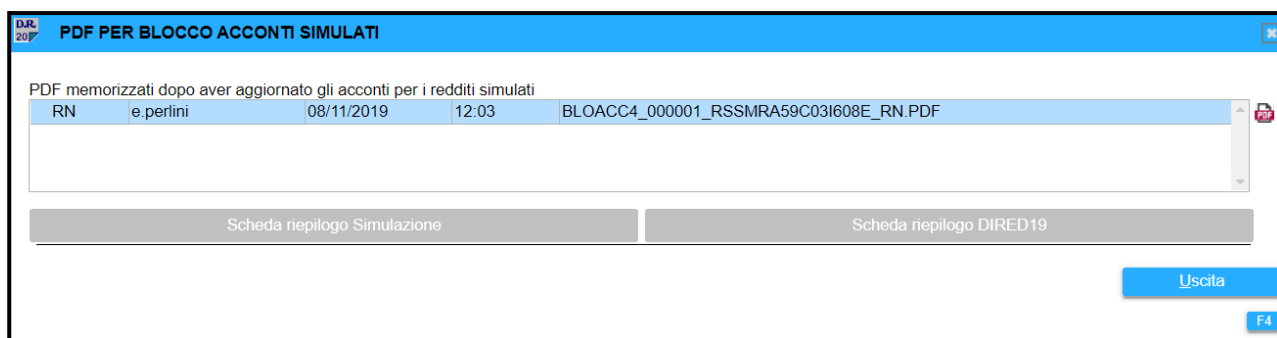 D.R.
20
PDF PER BLOCCO ACCONTI SIMULATI
PDF memorizzati dopo aver aggiornato gli acconti per i redditi simulati
RN e.perlini 08/11/2019 12:03 BLOACC4_000001_RSSMRA59C03I608E_RN.PDF
PDF
Scheda riepilogo Simulazione Scheda riepilogo DIRED19
Uscita
F4